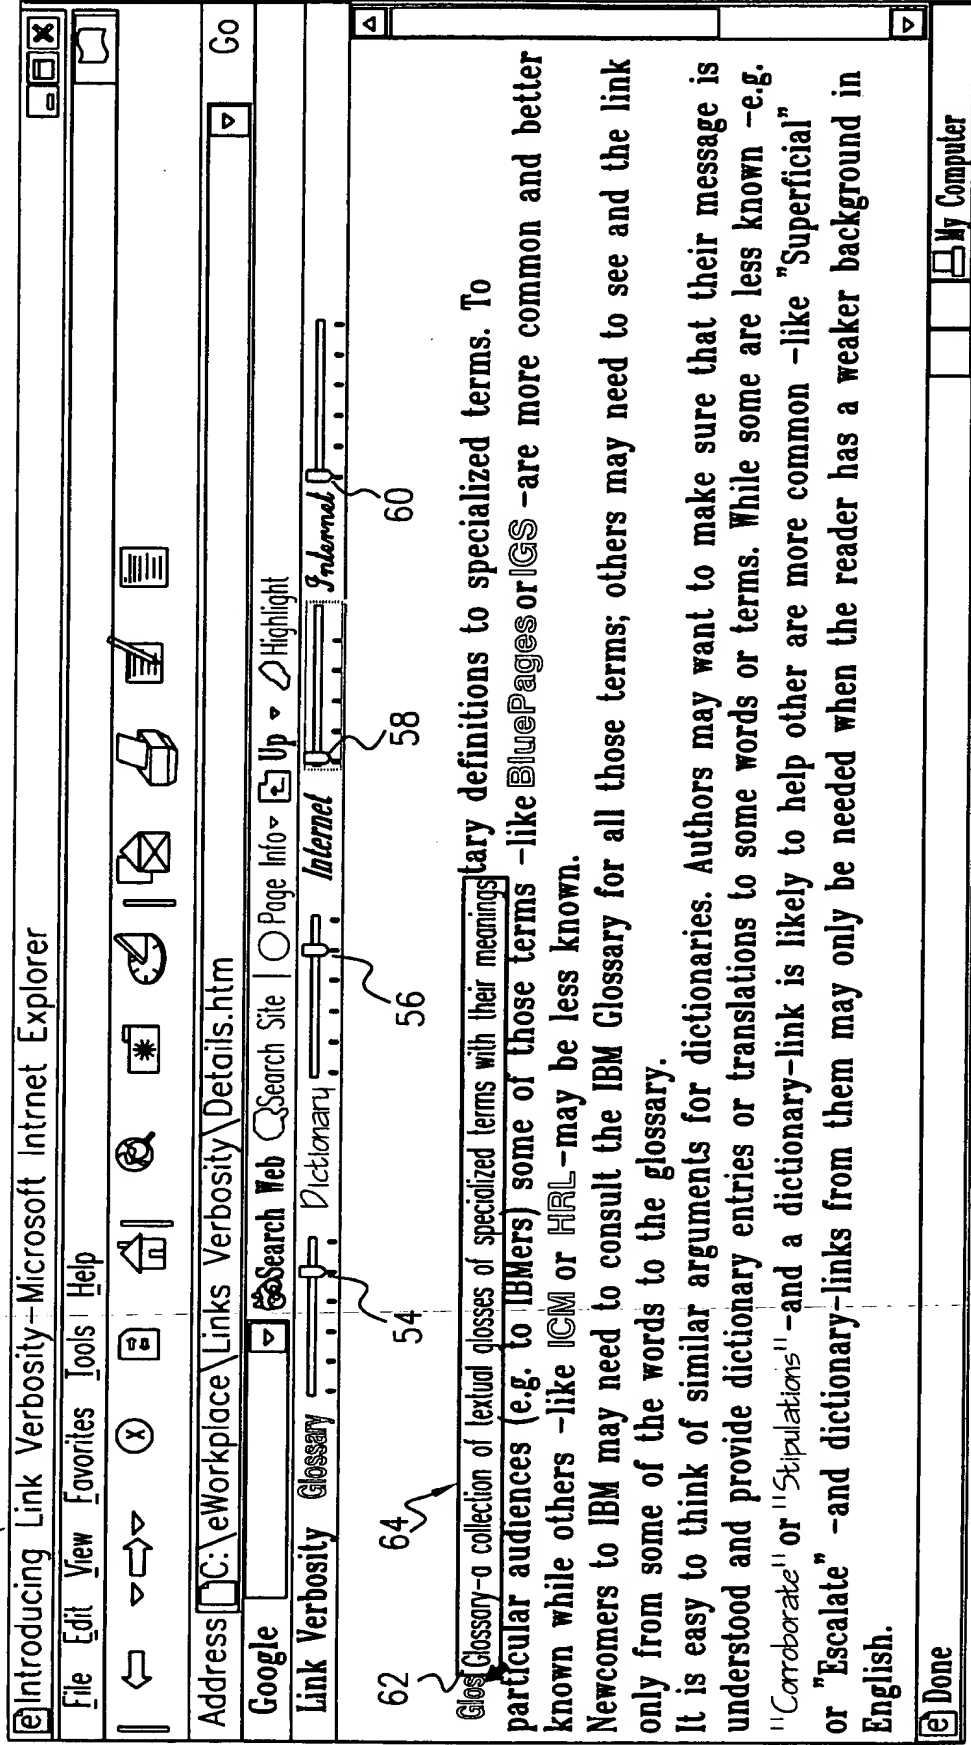 Introducing Link Verbosity-Microsoft Intrnet Explorer
File Edit View Favorites Tools Help
Address C:\eWorkplace\Links Verbosity\Details.htm Go
Google Search Web Search Site Page Info Up Highlight
Link Verbosity Glossary Dictionary Internet Internet
54 56 58 60
62 64
Glos Glossary-a collection of textual glosses of specialized terms with their meanings tary definitions to specialized terms. To
particular audiences (e.g. to IBMers) some of those terms -like BluePages or IGS -are more common and better
known while others -like ICM or HRL -may be less known.
Newcomers to IBM may need to consult the IBM Glossary for all those terms; others may need to see and the link
only from some of the words to the glossary.
It is easy to think of similar arguments for dictionaries. Authors may want to make sure that their message is
understood and provide dictionary entries or translations to some words or terms. While some are less known -e.g.
"Corroborate" or "Stipulations" -and a dictionary-link is likely to help other are more common -like "Superficial"
or "Escalate" -and dictionary-links from them may only be needed when the reader has a weaker background in
English.
Done My Computer